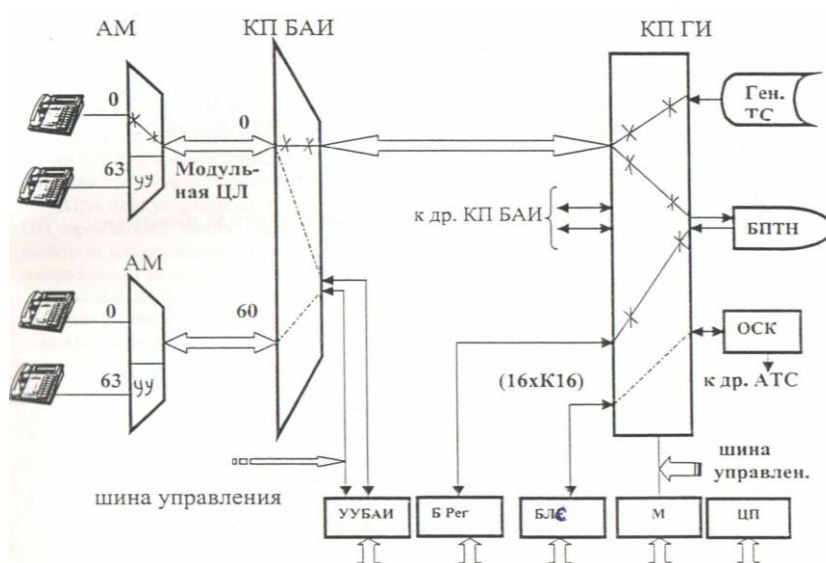 АМ
КП БАИ
КП ГИ
0
63
УУ
0
Модуль-
ная ЦЛ
Ген.
ТС
к др. КП БАИ
БПТН
АМ
0
63
УУ
60
(16хК16)
ОСК
к др. АТС
шина управления
шина
управлен.
УУБАИ
Б Рег
БЛС
М
ЦП